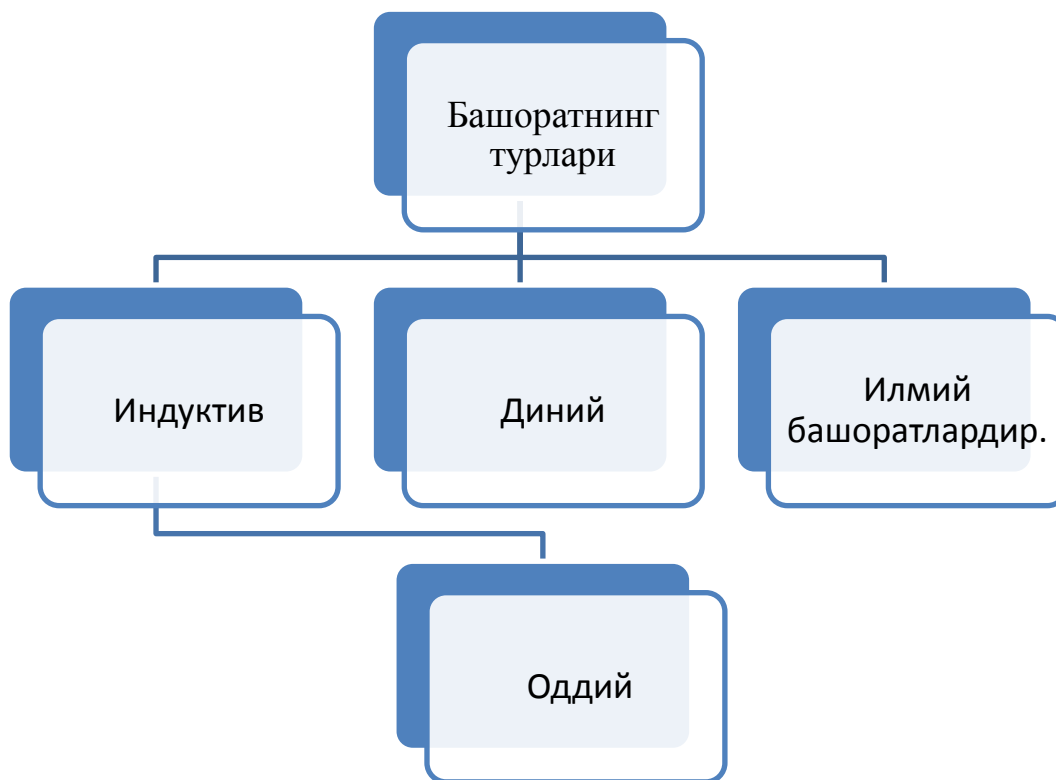 Башоратнинг
турлари
Индуктив
Диний
Илмий
башоратлардир.
Оддий